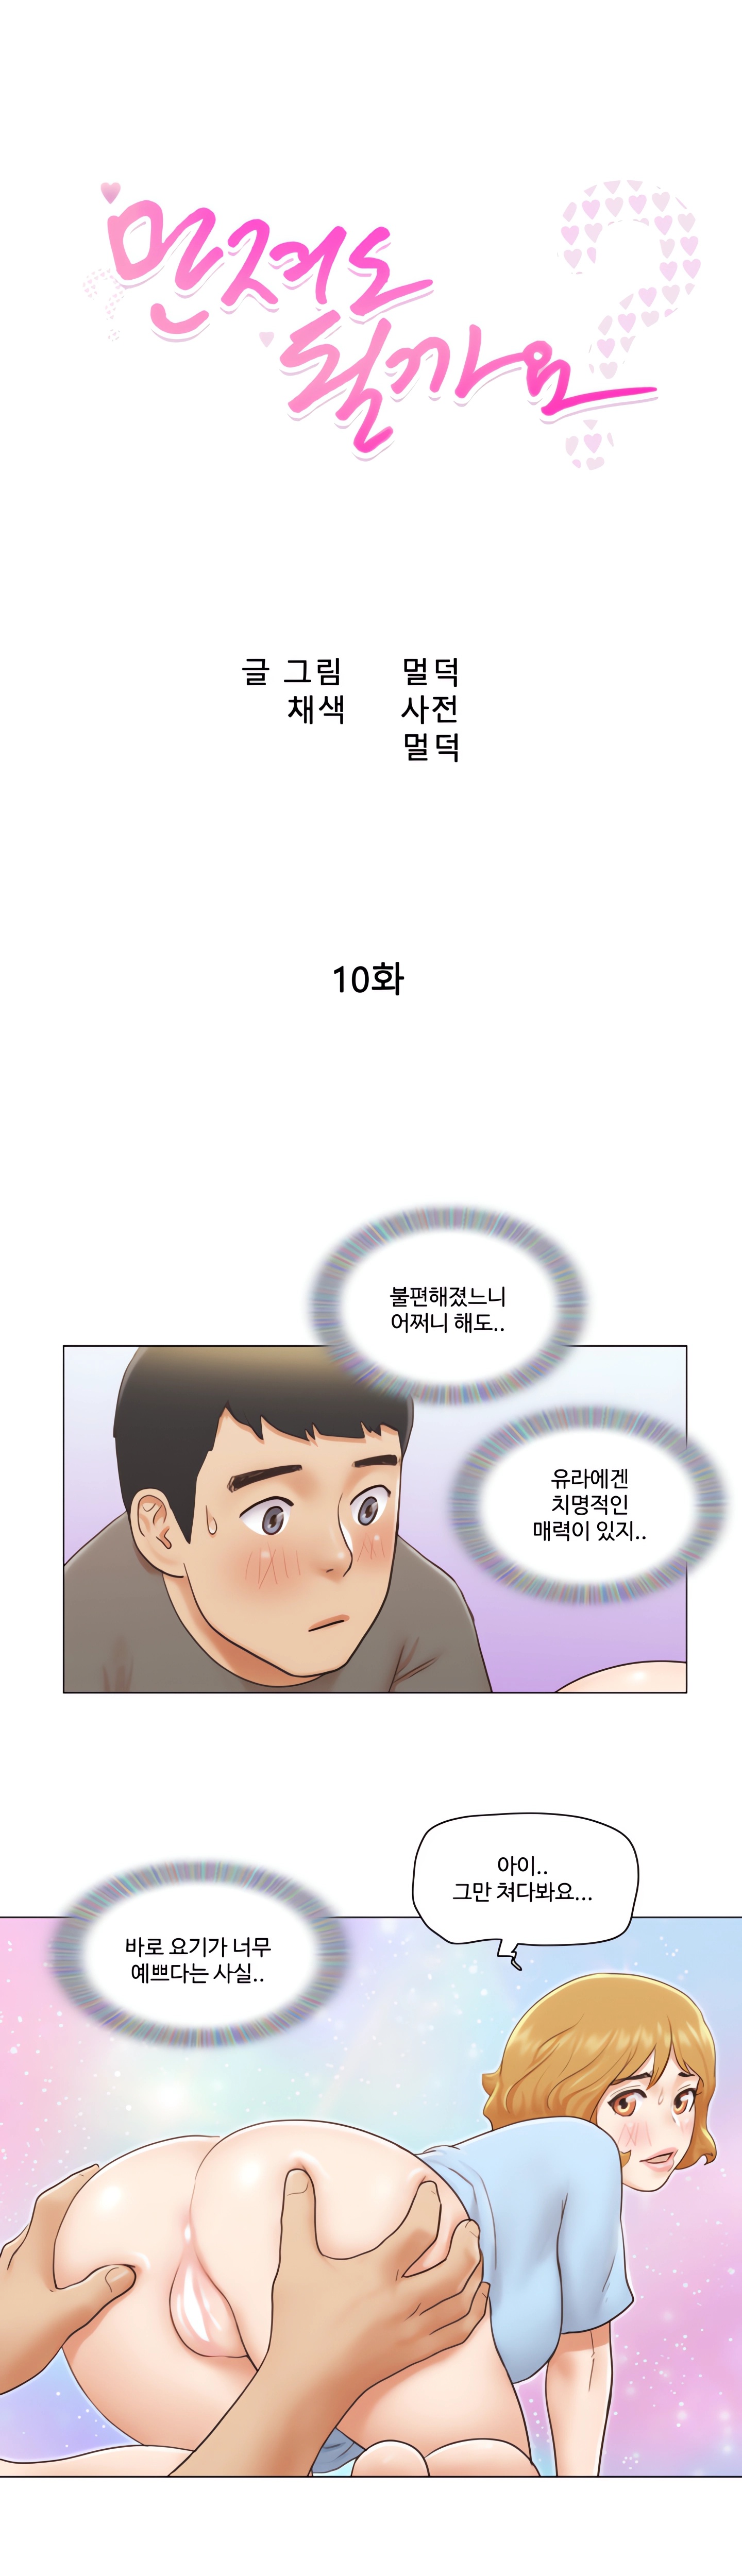 먼저도
될까요?
글 그림 멀덕
채색 사전
멀덕
10화
불편해졌느니
어쩌니 해도..
유라에겐
치명적인
매력이 있지..
아이..
그만 쳐다봐요...
바로 요기가 너무
예쁘다는 사실..